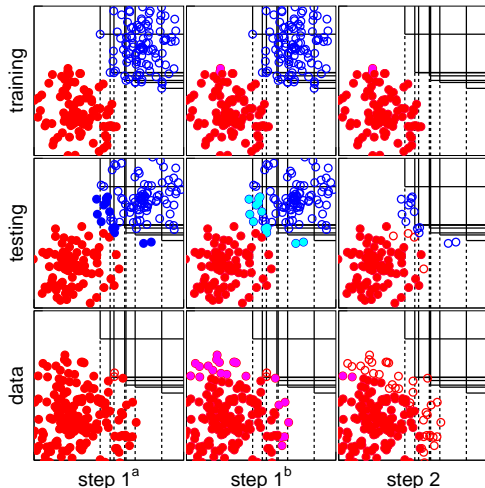 training
testing
data
step 1a
step 1b
step 2